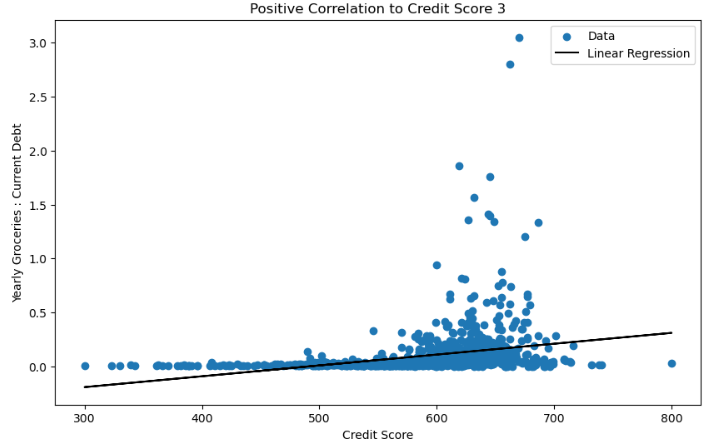 Positive Correlation to Credit Score 3
Data
Linear Regression
Yearly Groceries : Current Debt
3.0
2.5
2.0
1.5
1.0
0.5
0.0
300 400 500 600 700 800
Credit Score